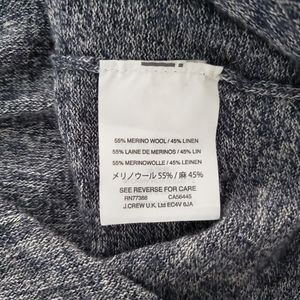 55% MERINO WOOL / 45% LINEN
55% LAINE DE MERINOS / 45% LIN
55% MERINOWOLLE / 45% LEINEN
メリノウール 55% / 麻 45%
SEE REVERSE FOR CARE
RN77388 CA56445
J.CREW U.K. Ltd EC4V 6JA